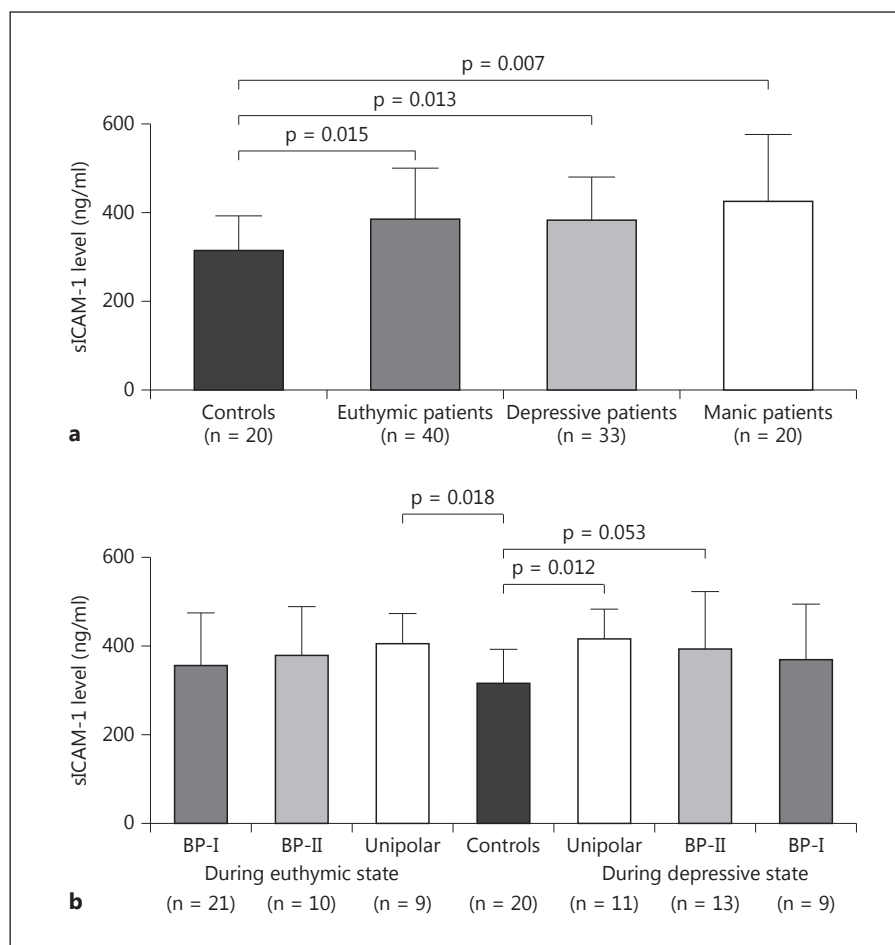 p = 0.007
p = 0.013
p = 0.015
600
400
200
0
sICAM-1 level (ng/ml)
Controls Euthymic patients Depressive patients Manic patients
(n = 20) (n = 40) (n = 33) (n = 20)
a
p = 0.018
p = 0.053
p = 0.012
600
400
200
0
sICAM-1 level (ng/ml)
BP-I BP-II Unipolar Controls Unipolar BP-II BP-I
During euthymic state During depressive state
b (n = 21) (n = 10) (n = 9) (n = 20) (n = 11) (n = 13) (n = 9)